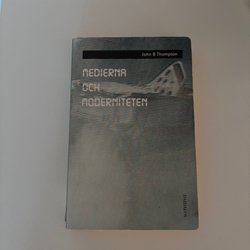 John B Thompson
MEDIERNA
OCH
MODERNITETEN